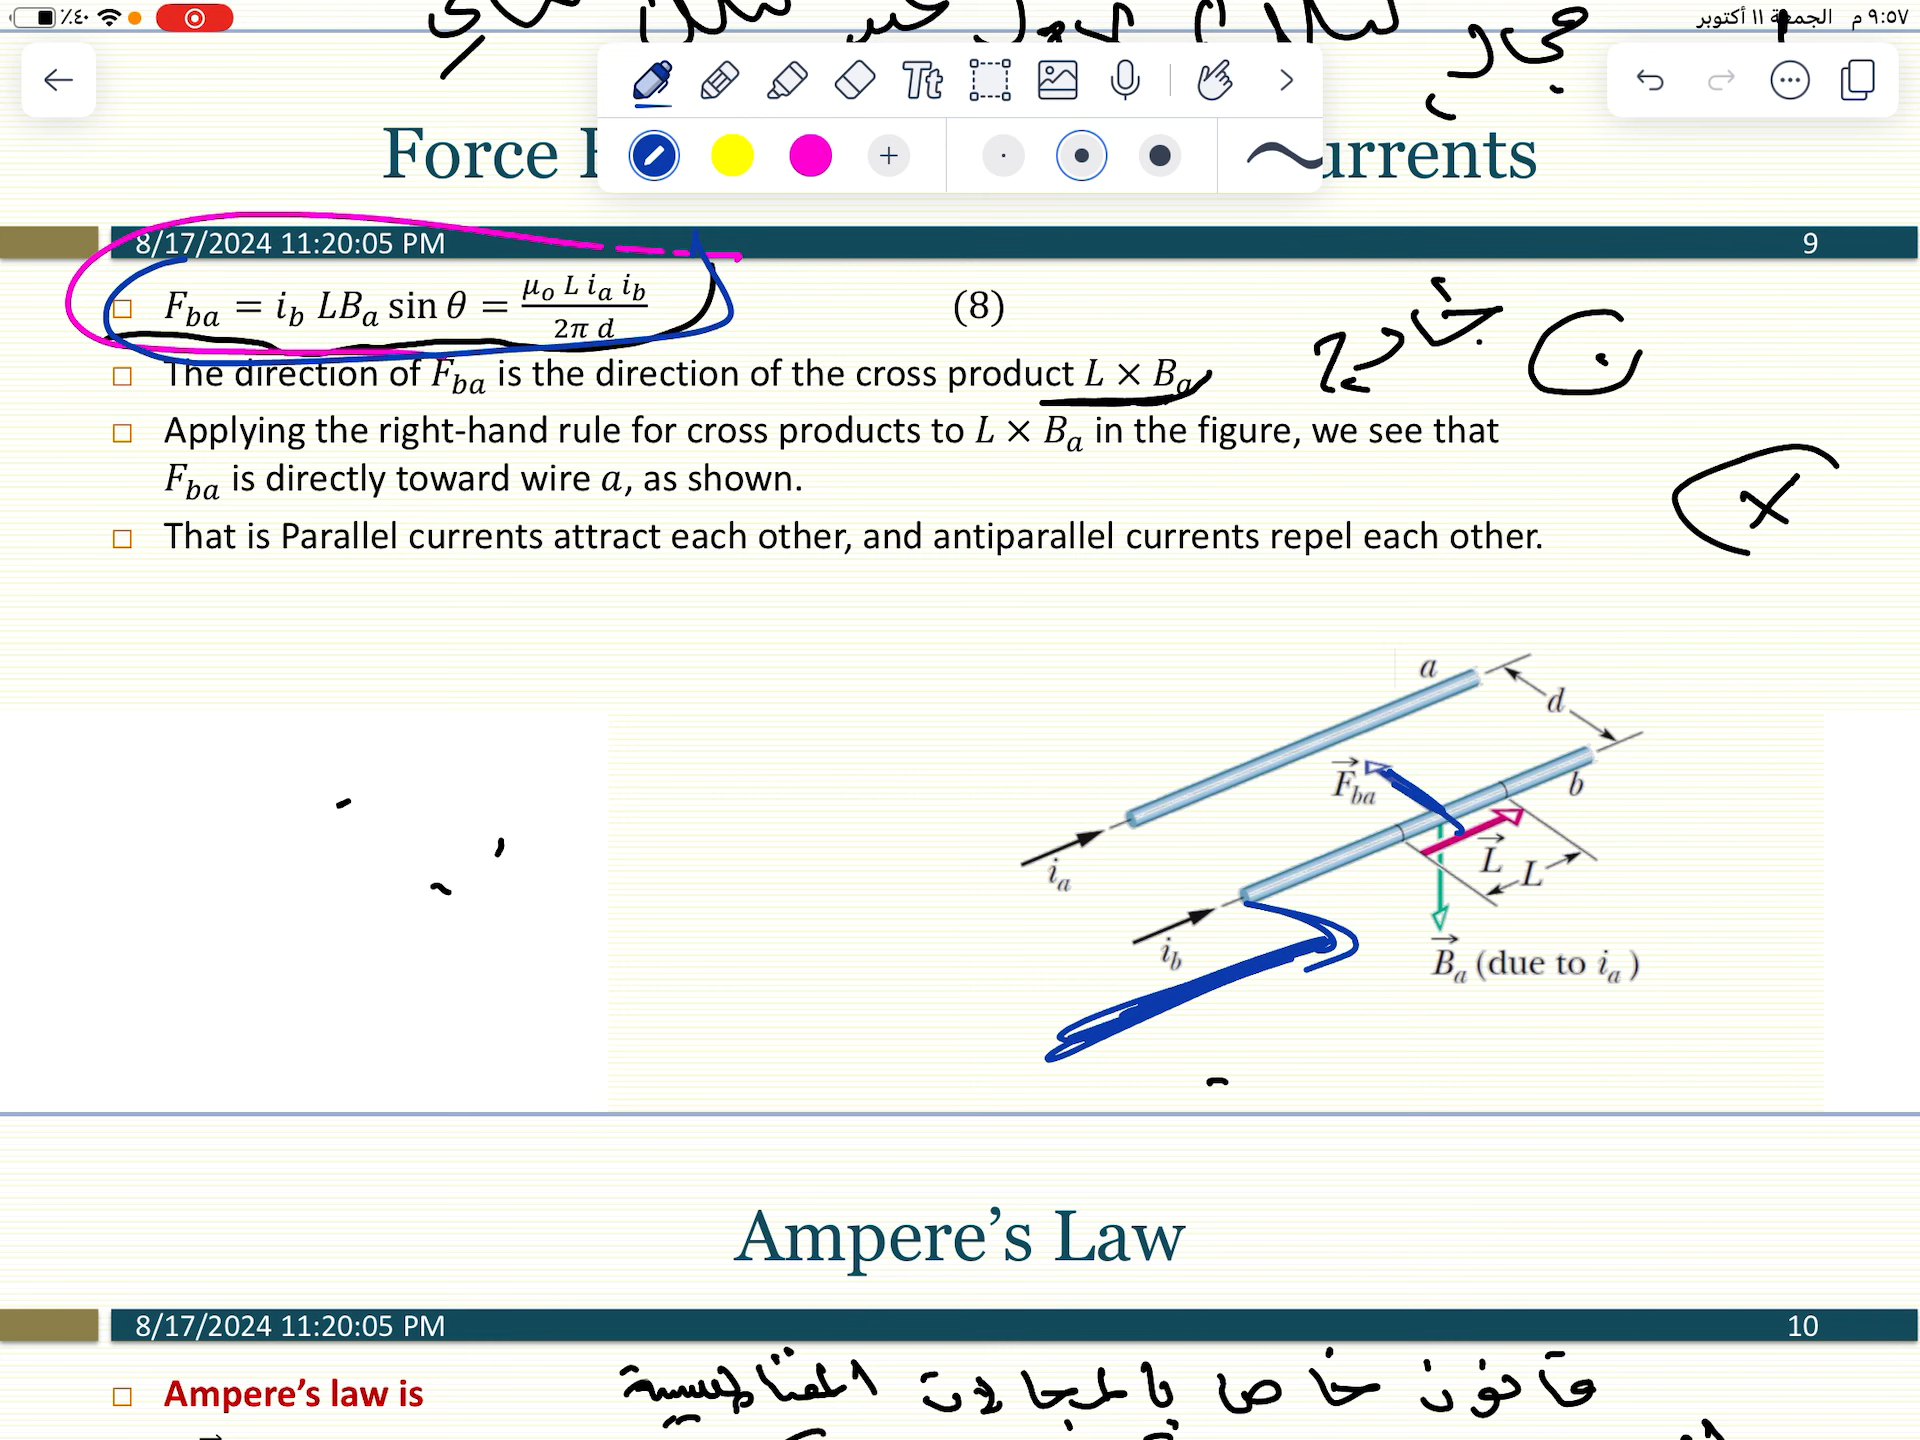 ٪٤٠
٩:٥٧ م الجمعة ١١ أكتوبر
Tt
Force urrents
8/17/2024 11:20:05 PM 9
F_ba = i_b LB_a sin θ = μ_o L i_a i_b / 2π d (8)
خارج
The direction of F_ba is the direction of the cross product L × B_a
Applying the right-hand rule for cross products to L × B_a in the figure, we see that
F_ba is directly toward wire a, as shown.
That is Parallel currents attract each other, and antiparallel currents repel each other.
a
d
F_ba
b
i_a
L
L
i_b
B_a (due to i_a)
Ampere's Law
8/17/2024 11:20:05 PM 10
Ampere's law is
قانون خاص بالمجالات المغناطيسية